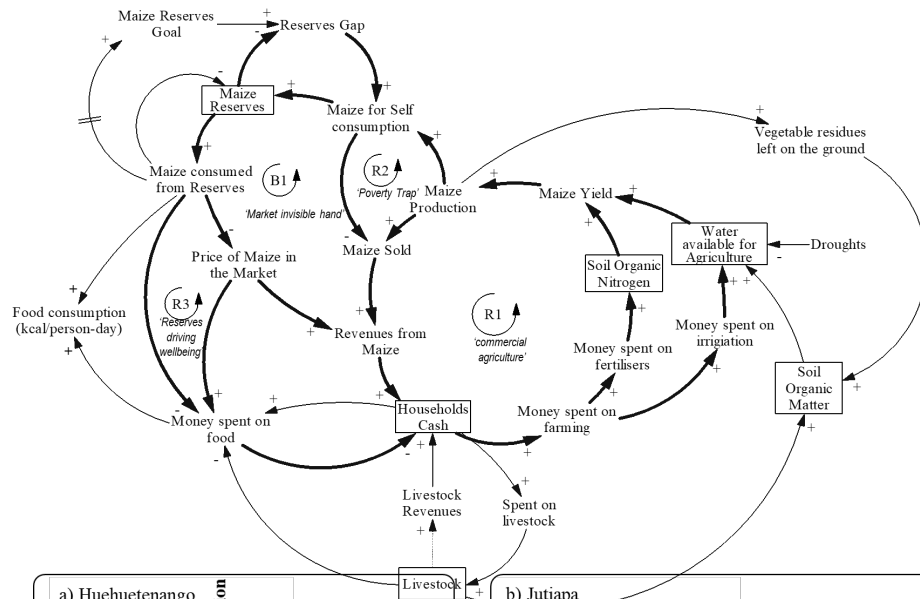 Maize Reserves
Goal
+
Reserves Gap
-
+
-
+
Maize
Reserves
+
Maize for Self
consumption
+
Vegetable residues
left on the ground
+
+
Maize consumed
from Reserves
B1
R2
'Poverty Trap'
Maize
Production
+
Maize Yield
+
'Market invisible hand'
-
-
+
Maize Sold
+
Water
available for
Agriculture
-
Droughts
Price of Maize in
the Market
Soil Organic
Nitrogen
+ +
+
Food consumption
(kcal/person-day)
+
R3
'Reserves
driving
wellbeing'
+
+
Revenues from
Maize
R1
'commercial
agriculture'
+
Money spent on
fertilisers
Money spent on
irrigiation
Soil
Organic
Matter
+
+
+
-
+
+
+
Money spent on
food
Households
Cash
Money spent on
farming
+
-
-
+
+
+
Livestock
Revenues
Spent on
livestock
+
Livestock
+
a) Huehuetenango
on
b) Jutiapa